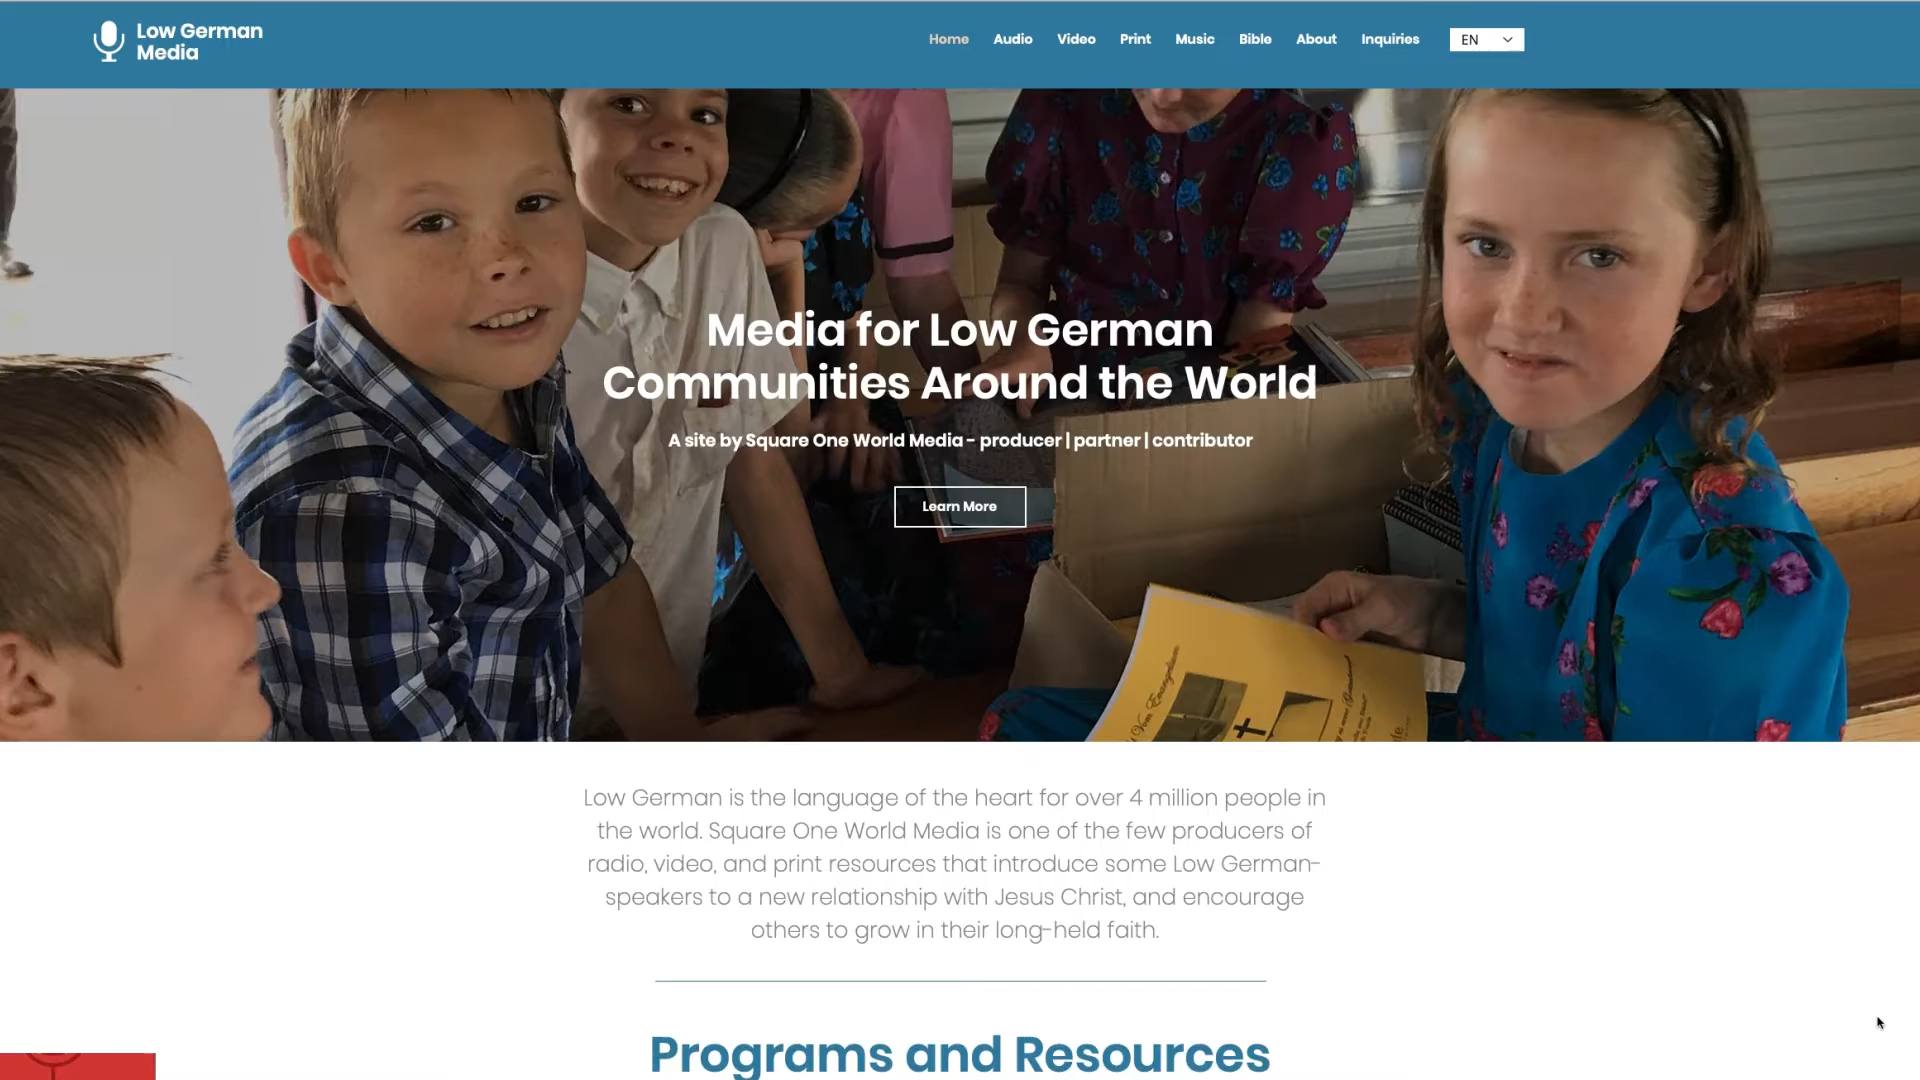 Low German
Media
Home Audio Video Print Music Bible About Inquiries EN
Media for Low German
Communities Around the World
A site by Square One World Media - producer | partner | contributor
Learn More
Vom Evangelium
Low German is the language of the heart for over 4 million people in
the world. Square One World Media is one of the few producers of
radio, video, and print resources that introduce some Low German-
speakers to a new relationship with Jesus Christ, and encourage
others to grow in their long-held faith.
Programs and Resources